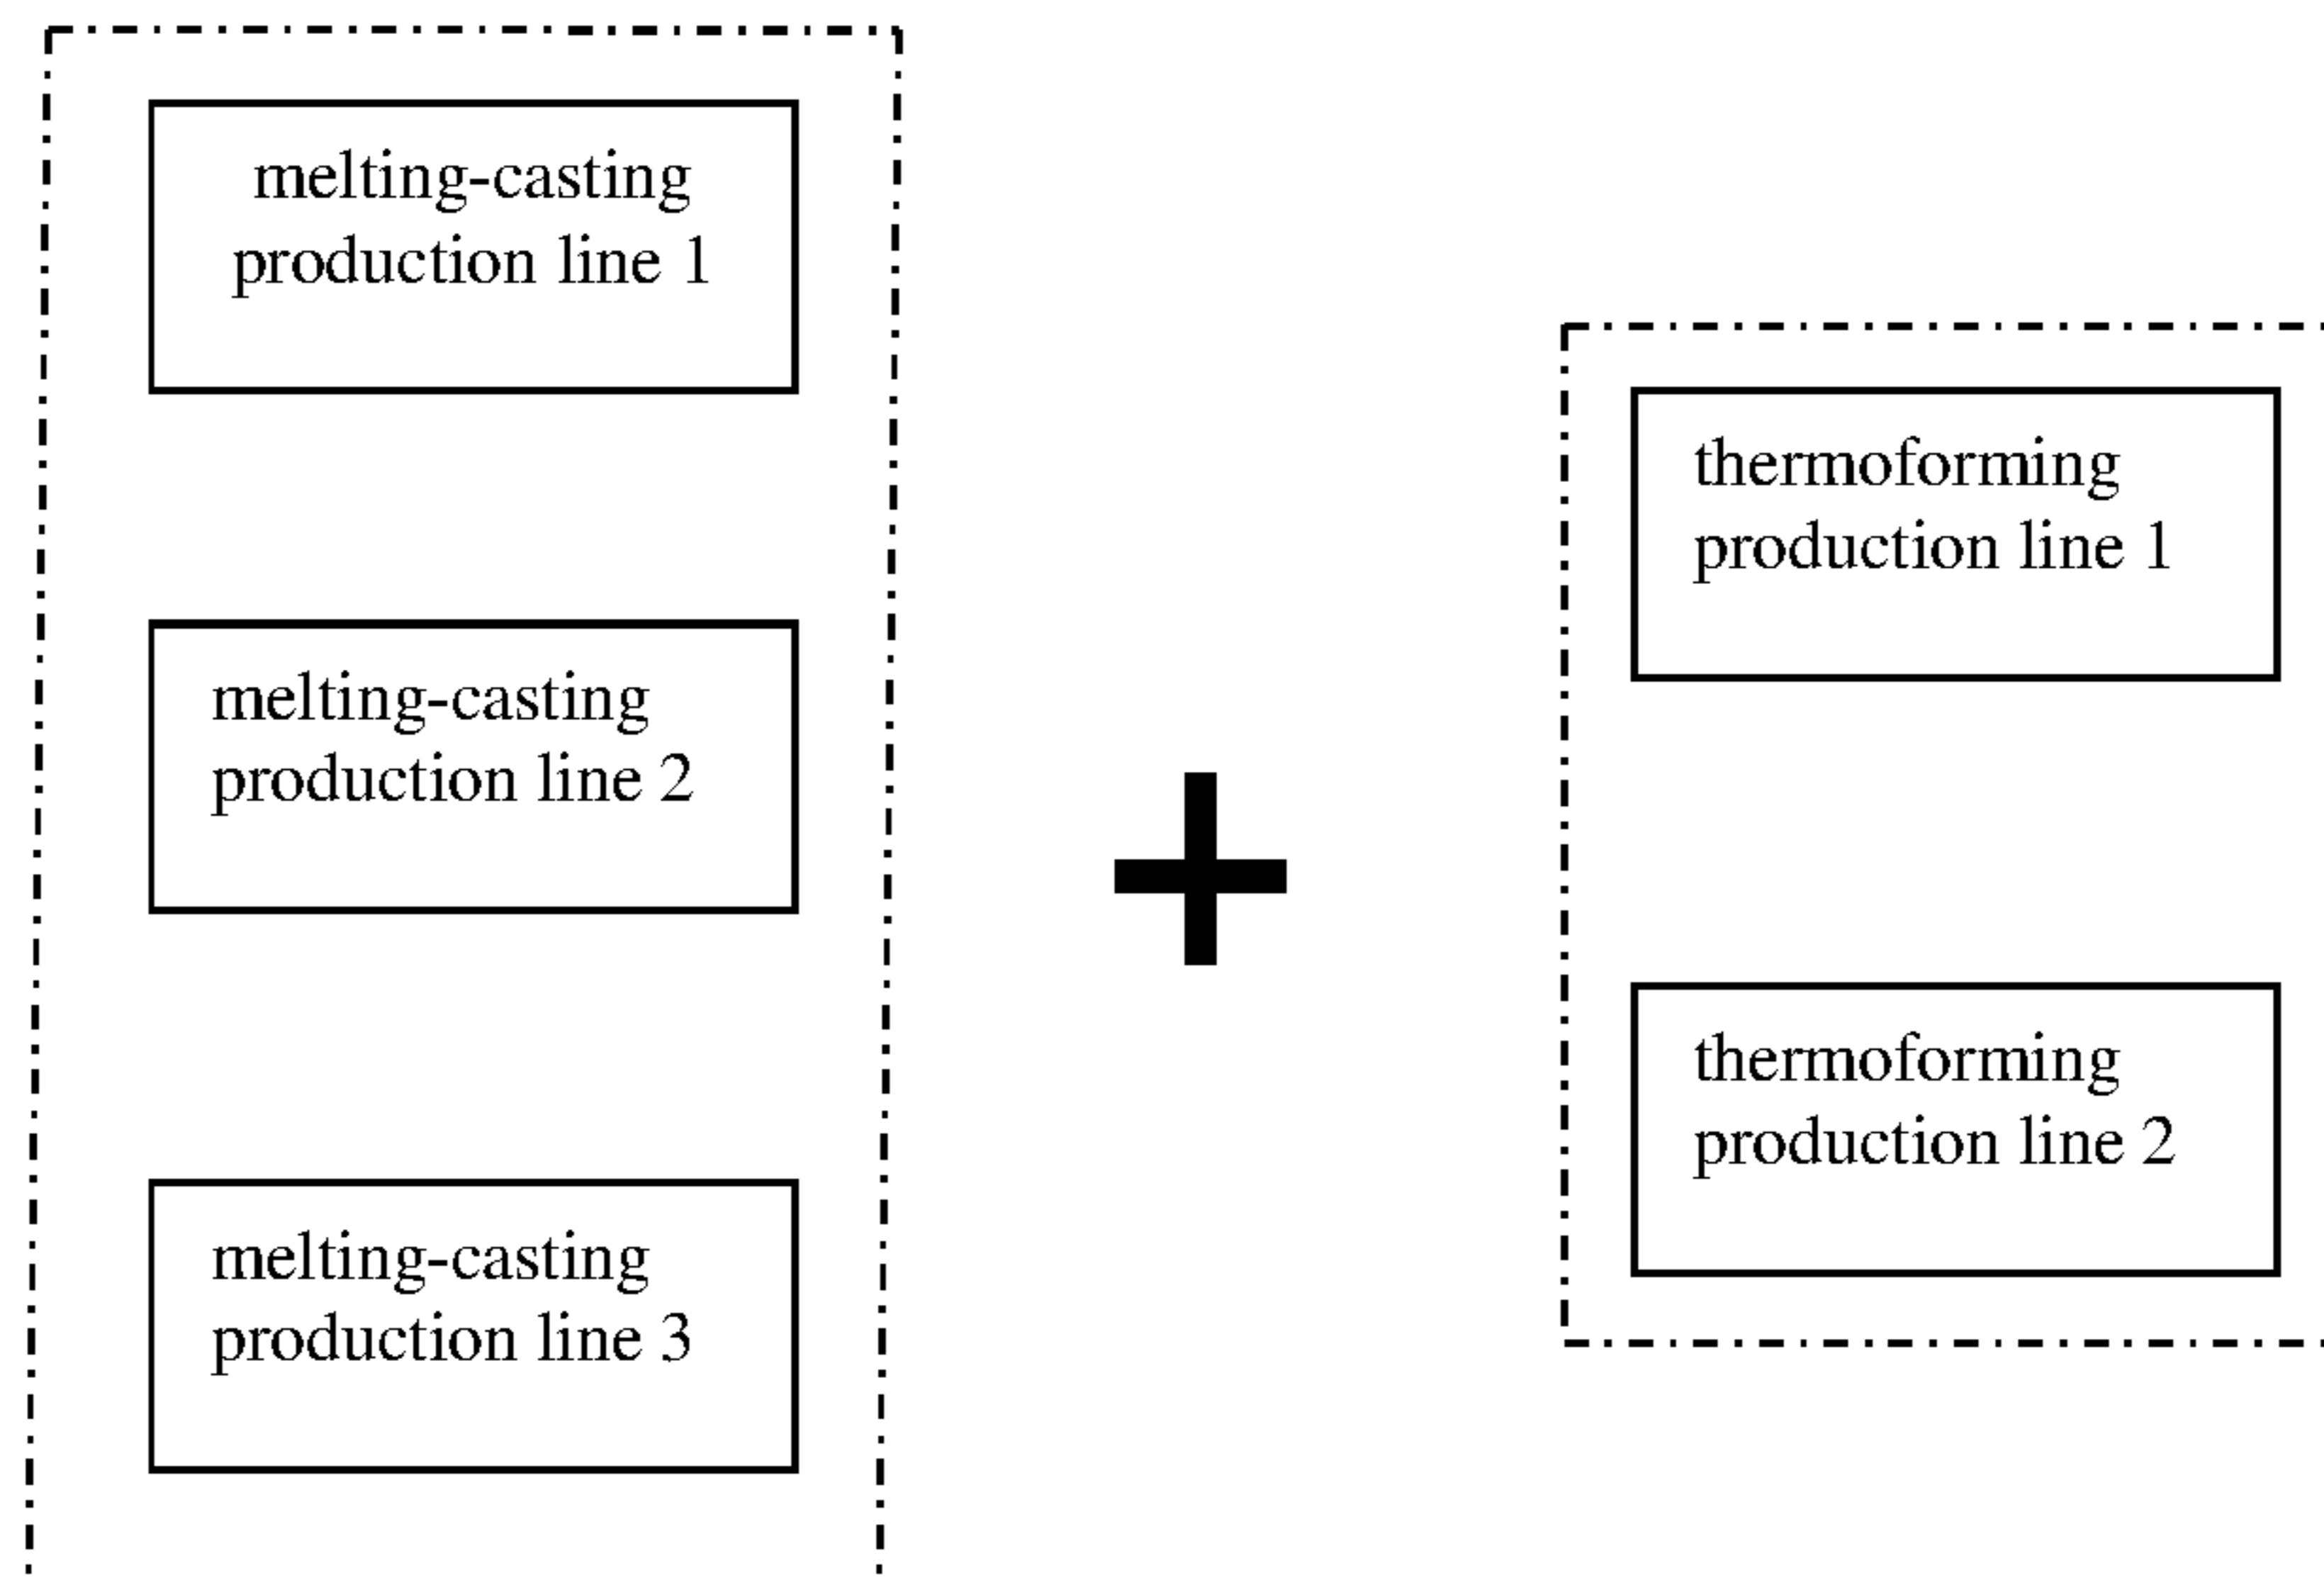 melting-casting
production line 1
melting-casting
production line 2
melting-casting
production line 3
+
thermoforming
production line 1
thermoforming
production line 2